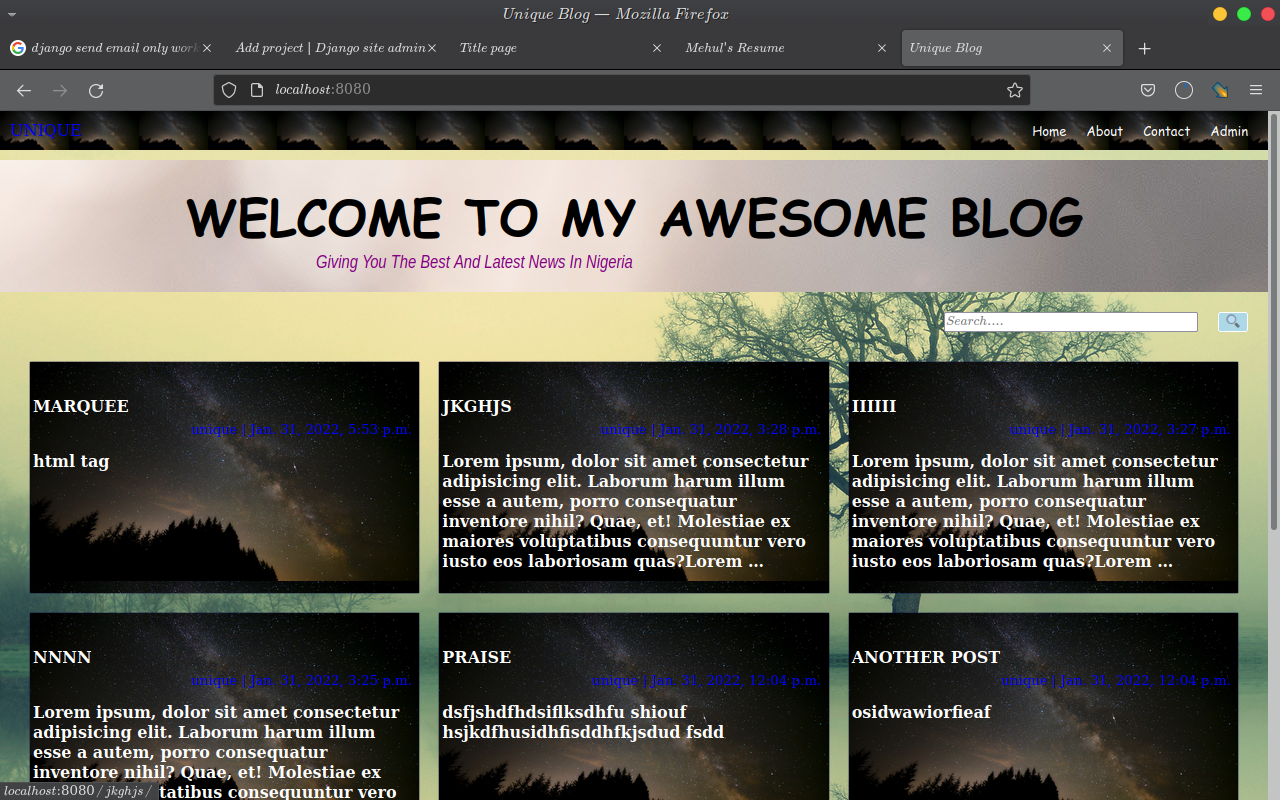 Unique Blog — Mozilla Firefox
django send email only work
Add project | Django site admin
Title page
Mehul's Resume
Unique Blog
localhost:8080
UNIQUE
Home About Contact Admin
WELCOME TO MY AWESOME BLOG
Giving You The Best And Latest News In Nigeria
Search....
MARQUEE
unique | Jan. 31, 2022, 5:53 p.m.
html tag
JKGHJS
unique | Jan. 31, 2022, 3:28 p.m.
Lorem ipsum, dolor sit amet consectetur
adipisicing elit. Laborum harum illum
esse a autem, porro consequatur
inventore nihil? Quae, et! Molestiae ex
maiores voluptatibus consequuntur vero
iusto eos laboriosam quas?Lorem ...
IIIIII
unique | Jan. 31, 2022, 3:27 p.m.
Lorem ipsum, dolor sit amet consectetur
adipisicing elit. Laborum harum illum
esse a autem, porro consequatur
inventore nihil? Quae, et! Molestiae ex
maiores voluptatibus consequuntur vero
iusto eos laboriosam quas?Lorem ...
NNNN
unique | Jan. 31, 2022, 3:25 p.m.
Lorem ipsum, dolor sit amet consectetur
adipisicing elit. Laborum harum illum
esse a autem, porro consequatur
inventore nihil? Quae, et! Molestiae ex
tatibus consequuntur vero
PRAISE
unique | Jan. 31, 2022, 12:04 p.m.
dsfjshdfhdsiflksdhfu shiouf
hsjkdfhusidhfisddhfkjsdud fsdd
ANOTHER POST
unique | Jan. 31, 2022, 12:04 p.m.
osidwawiorfieaf
localhost:8080/jkghjs/